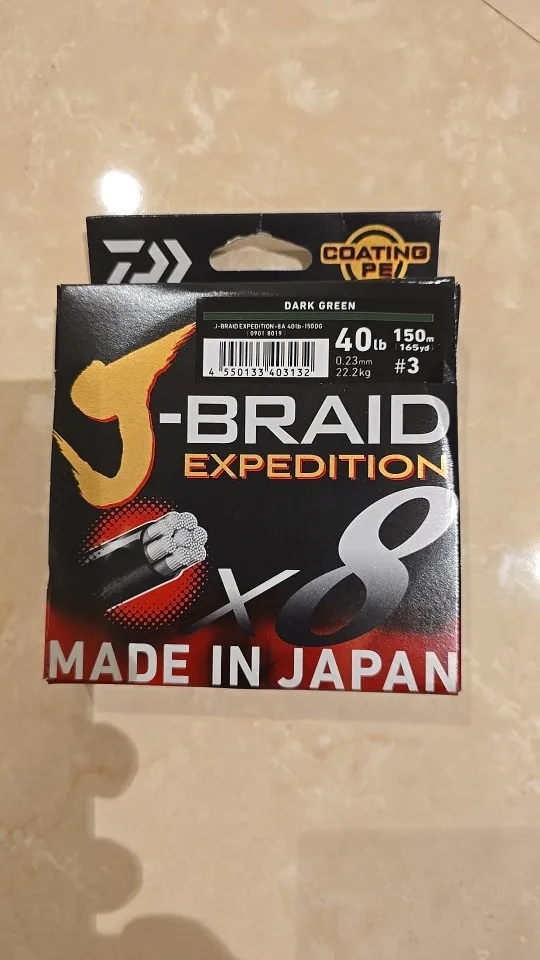 COATING
PE
DARK GREEN
J-BRAID EXPEDITION-8A 40lb-150DG
( 0901 8019 )
4 550133 403132
40lb
0.23mm
22.2kg
150m
(165yd)
#3
J-BRAID
EXPEDITION
x8
MADE IN JAPAN